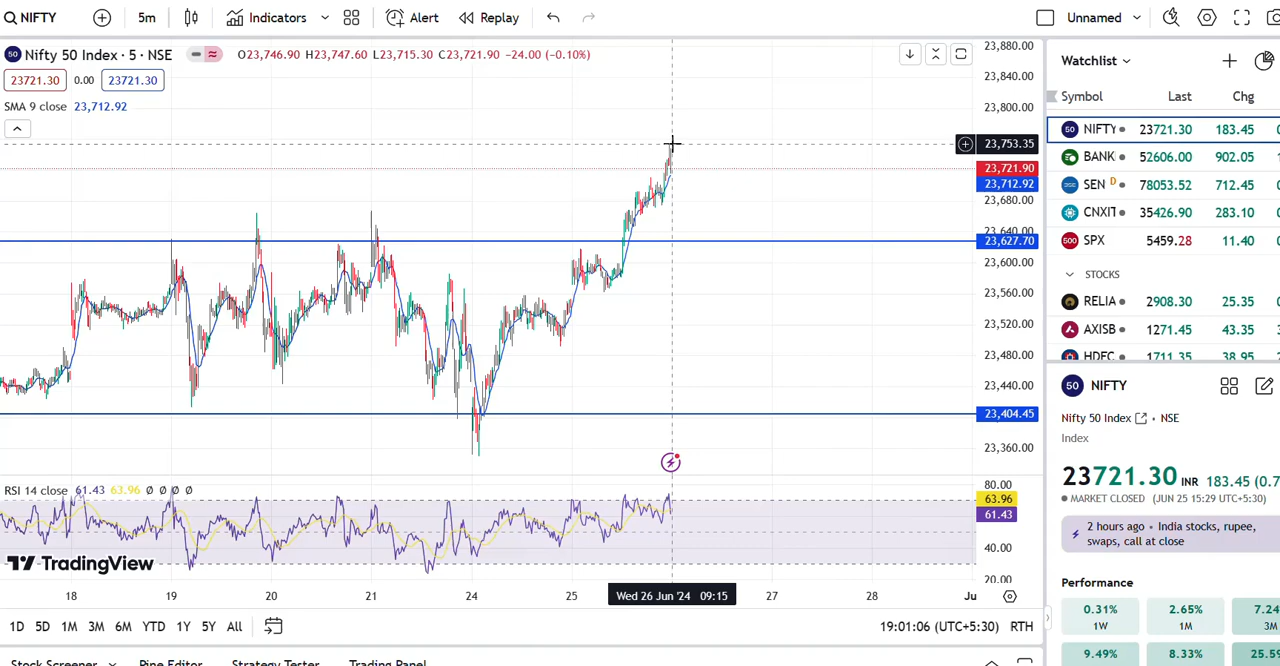 NIFTY 5m Indicators Alert Replay Unnamed
Nifty 50 Index · 5 · NSE O23,746.90 H23,747.60 L23,715.30 C23,721.90 −24.00 (−0.10%)
23721.30 0.00 23721.30
SMA 9 close 23,712.92
23,880.00
23,840.00
23,800.00
23,753.35
23,721.90
23,712.92
23,680.00
23,640.00
23,627.70
23,600.00
23,560.00
23,520.00
23,480.00
23,440.00
23,404.45
23,360.00
RSI 14 close 61.43 63.96 Ø Ø Ø Ø
80.00
63.96
61.43
40.00
20.00
TradingView
18 19 20 21 24 25 Wed 26 Jun '24 09:15 27 28 Ju
1D 5D 1M 3M 6M YTD 1Y 5Y All 19:01:06 (UTC+5:30) RTH
Stock Screener Pine Editor Strategy Tester Trading Panel
Watchlist
Symbol Last Chg
50 NIFTY 23721.30 183.45
BANK 52606.00 902.05
SEN D 78053.52 712.45
CNXIT 35426.90 283.10
500 SPX 5459.28 11.40
STOCKS
RELIA 2908.30 25.35
AXISB 1271.45 43.35
HDFC 1711.35 38.95
50 NIFTY
Nifty 50 Index • NSE
Index
23721.30 INR 183.45 (0.7
MARKET CLOSED (JUN 25 15:29 UTC+5:30)
2 hours ago • India stocks, rupee,
swaps, call at close
Performance
0.31% 2.65% 7.24
1W 1M 3M
9.49% 8.33% 25.5